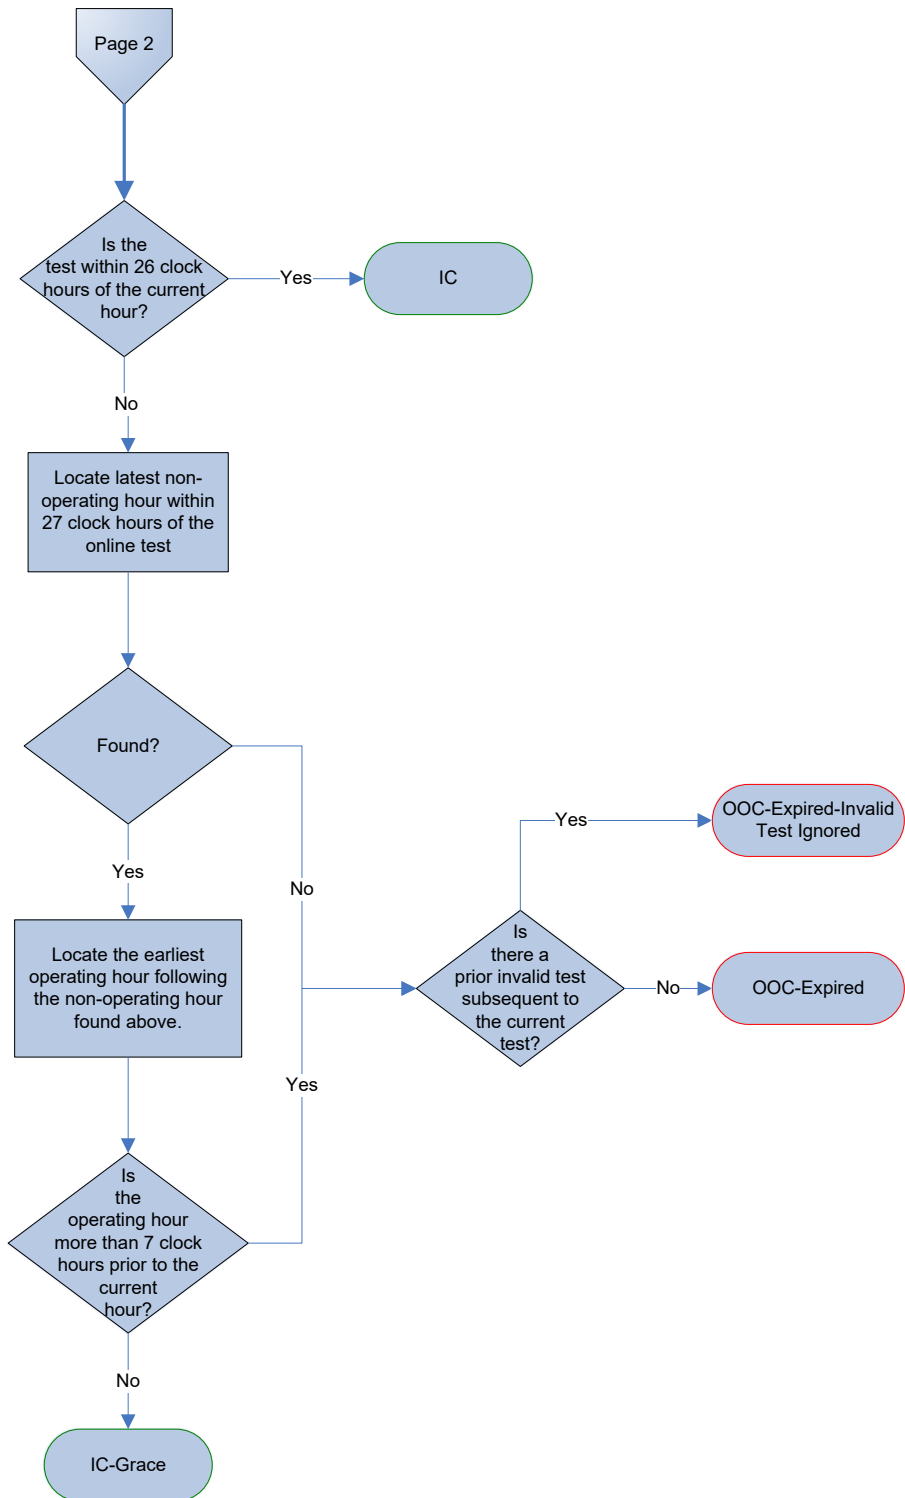 Page 2
Is the
test within 26 clock
hours of the current
hour?
Yes
IC
No
Locate latest non-
operating hour within
27 clock hours of the
online test
Found?
Yes
No
Locate the earliest
operating hour following
the non-operating hour
found above.
Yes
Is
the
operating hour
more than 7 clock
hours prior to the
current
hour?
No
IC-Grace
Is
there a
prior invalid test
subsequent to
the current
test?
Yes
OOC-Expired-Invalid
Test Ignored
No
OOC-Expired